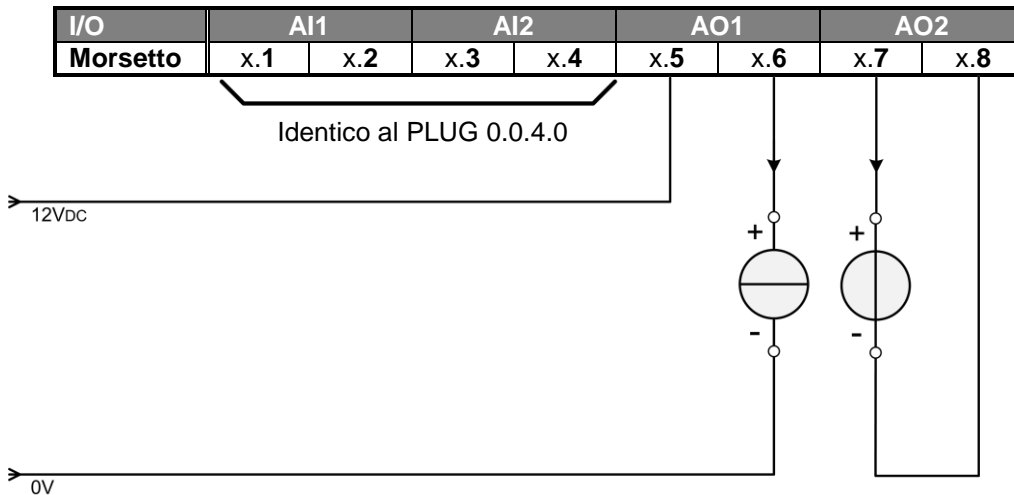 I/O AI1 AI2 AO1 AO2
Morsetto x.1 x.2 x.3 x.4 x.5 x.6 x.7 x.8
Identico al PLUG 0.0.4.0
12VDC
+ +
- -
0V